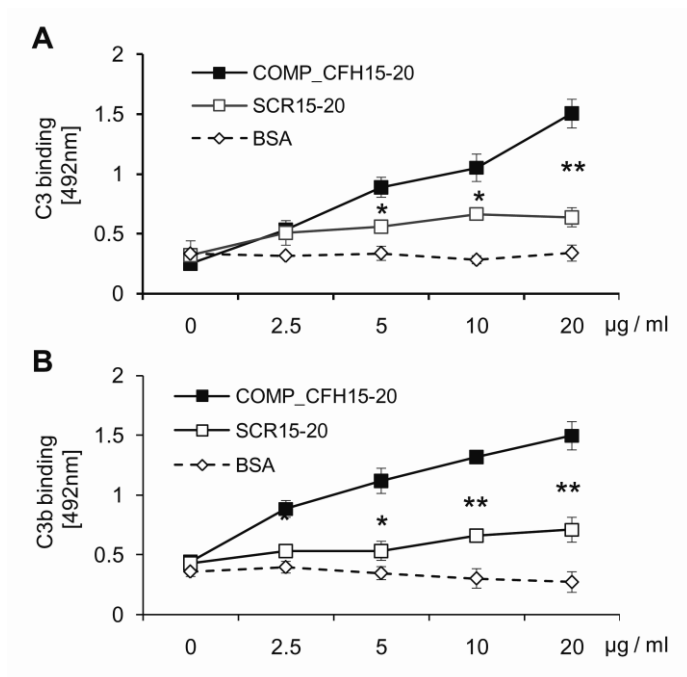 A
2
COMP_CFH15-20
SCR15-20
BSA
1.5
1
0.5
0
C3 binding
[492nm]
**
*
*
0 2.5 5 10 20 µg / ml
B
2
COMP_CFH15-20
SCR15-20
BSA
1.5
1
0.5
0
C3b binding
[492nm]
*
*
**
**
0 2.5 5 10 20 µg / ml